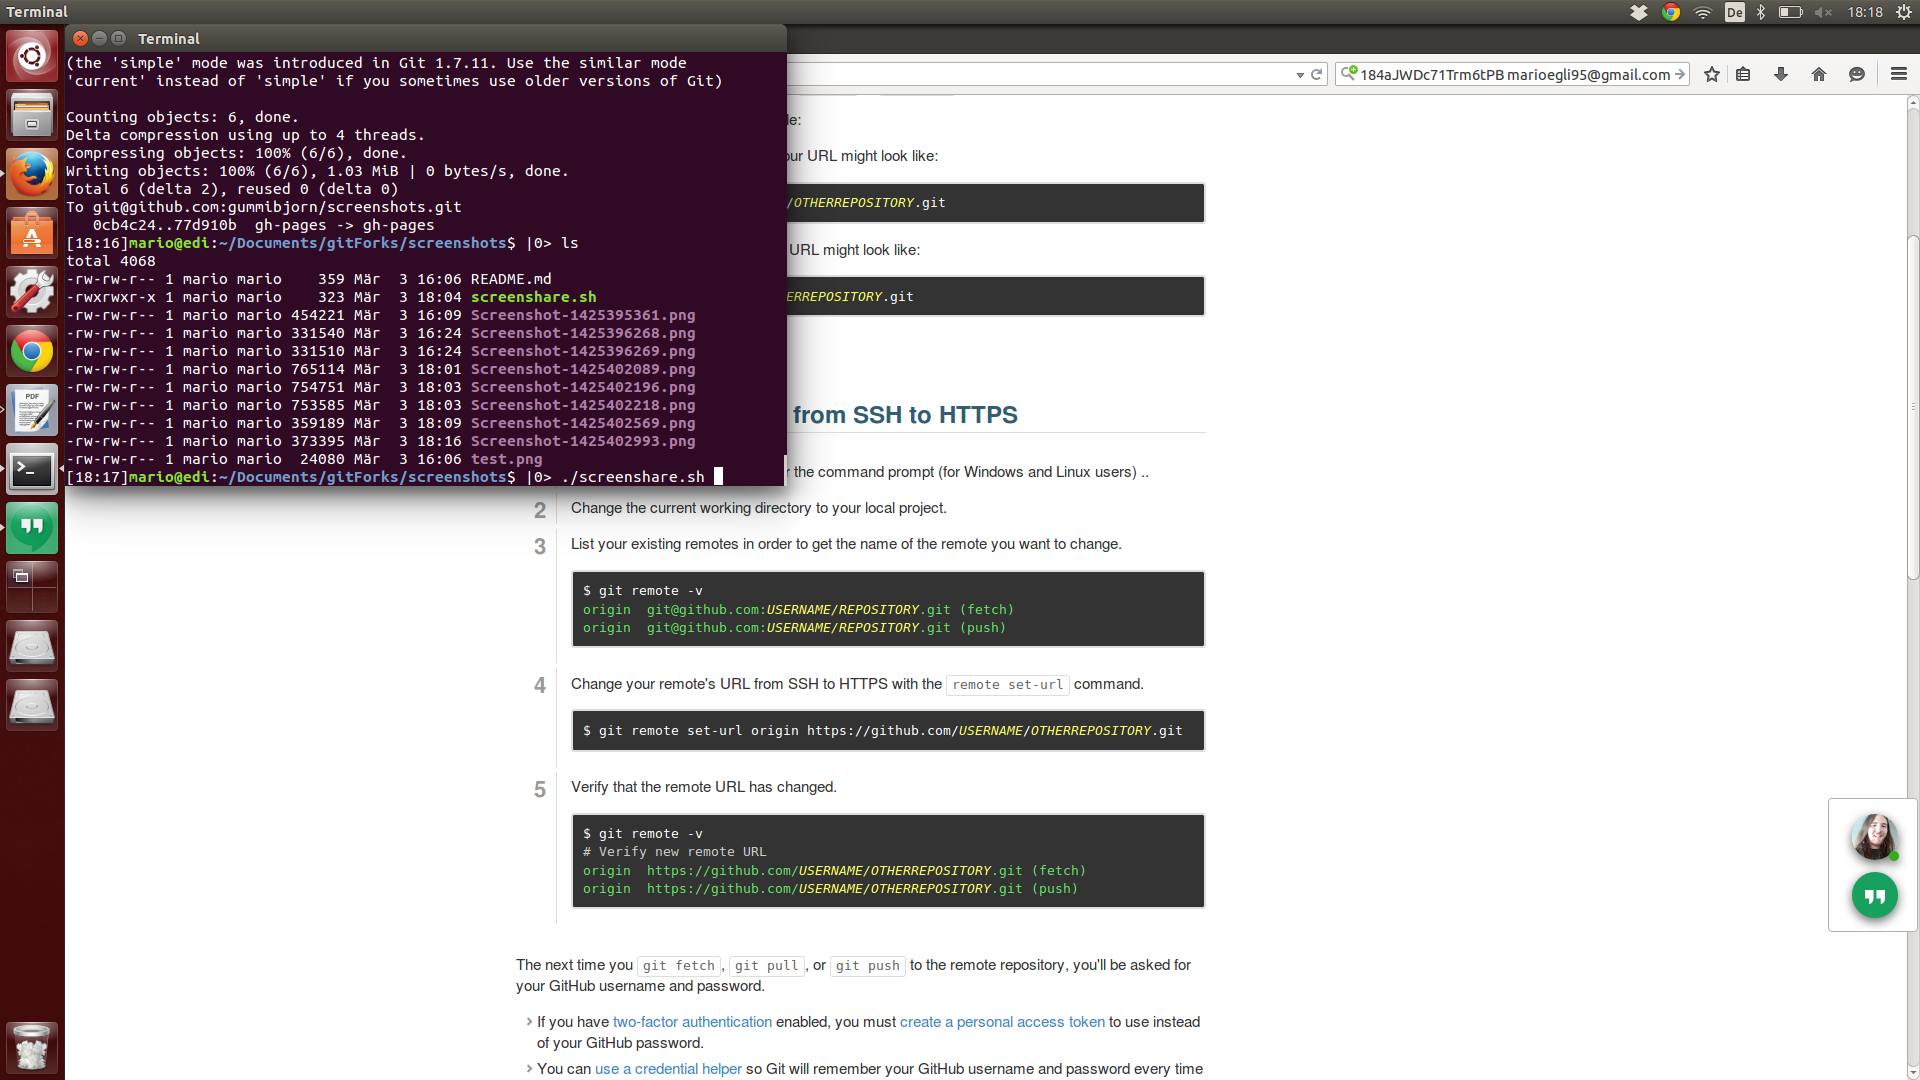 Terminal
De
18:18
Terminal
(the 'simple' mode was introduced in Git 1.7.11. Use the similar mode
'current' instead of 'simple' if you sometimes use older versions of Git)
Counting objects: 6, done.
Delta compression using up to 4 threads.
Compressing objects: 100% (6/6), done.
Writing objects: 100% (6/6), 1.03 MiB | 0 bytes/s, done.
Total 6 (delta 2), reused 0 (delta 0)
To git@github.com:gummibjorn/screenshots.git
0cb4c24..77d910b  gh-pages -> gh-pages
[18:16]mario@edi:~/Documents/gitForks/screenshots$ |0> ls
total 4068
-rw-rw-r-- 1 mario mario    359 Mär  3 16:06 README.md
-rwxrwxr-x 1 mario mario    323 Mär  3 18:04 screenshare.sh
-rw-rw-r-- 1 mario mario 454221 Mär  3 16:09 Screenshot-1425395361.png
-rw-rw-r-- 1 mario mario 331540 Mär  3 16:24 Screenshot-1425396268.png
-rw-rw-r-- 1 mario mario 331510 Mär  3 16:24 Screenshot-1425396269.png
-rw-rw-r-- 1 mario mario 765114 Mär  3 18:01 Screenshot-1425402089.png
-rw-rw-r-- 1 mario mario 754751 Mär  3 18:03 Screenshot-1425402196.png
-rw-rw-r-- 1 mario mario 753585 Mär  3 18:03 Screenshot-1425402218.png
-rw-rw-r-- 1 mario mario 359189 Mär  3 18:09 Screenshot-1425402569.png
-rw-rw-r-- 1 mario mario 373395 Mär  3 18:16 Screenshot-1425402993.png
-rw-rw-r-- 1 mario mario  24080 Mär  3 16:06 test.png
[18:17]mario@edi:~/Documents/gitForks/screenshots$ |0> ./screenshare.sh
184aJWDc71Trm6tPB marioegli95@gmail.com
PDF
URL might look like:
/OTHERREPOSITORY.git
URL might look like:
.git
from SSH to HTTPS
the command prompt (for Windows and Linux users) ..
2 Change the current working directory to your local project.
3 List your existing remotes in order to get the name of the remote you want to change.
$ git remote -v
origin  git@github.com:USERNAME/REPOSITORY.git (fetch)
origin  git@github.com:USERNAME/REPOSITORY.git (push)
4 Change your remote's URL from SSH to HTTPS with the remote set-url command.
$ git remote set-url origin https://github.com/USERNAME/OTHERREPOSITORY.git
5 Verify that the remote URL has changed.
$ git remote -v
# Verify new remote URL
origin  https://github.com/USERNAME/OTHERREPOSITORY.git (fetch)
origin  https://github.com/USERNAME/OTHERREPOSITORY.git (push)
The next time you git fetch, git pull, or git push to the remote repository, you'll be asked for
your GitHub username and password.
If you have two-factor authentication enabled, you must create a personal access token to use instead
of your GitHub password.
You can use a credential helper so Git will remember your GitHub username and password every time